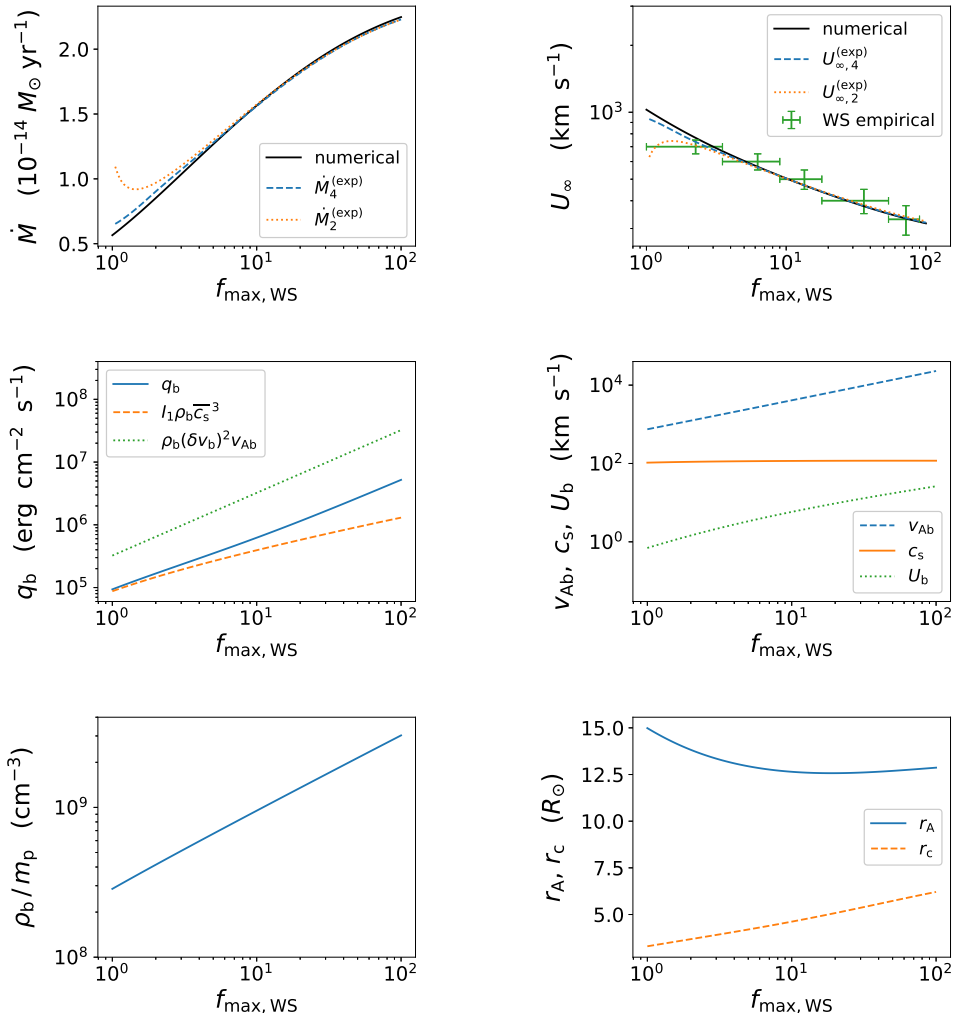 Ṁ (10⁻¹⁴ M⊙ yr⁻¹)
2.0
1.5
1.0
0.5
numerical
Ṁ₄⁽ᵉˣᵖ⁾
Ṁ₂⁽ᵉˣᵖ⁾
10⁰ 10¹ 10²
f_max, WS
U_∞ (km s⁻¹)
10³
numerical
U_∞, 4^(exp)
U_∞, 2^(exp)
WS empirical
10⁰ 10¹ 10²
f_max, WS
q_b (erg cm⁻² s⁻¹)
10⁸
10⁷
10⁶
10⁵
q_b
I₁ρ_b c̅_s³
ρ_b(δv_b)²v_Ab
10⁰ 10¹ 10²
f_max, WS
v_Ab, c_s, U_b (km s⁻¹)
10⁴
10²
10⁰
v_Ab
c_s
U_b
10⁰ 10¹ 10²
f_max, WS
ρ_b/m_p (cm⁻³)
10⁹
10⁸
10⁰ 10¹ 10²
f_max, WS
r_A, r_c (R⊙)
15.0
12.5
10.0
7.5
5.0
r_A
r_c
10⁰ 10¹ 10²
f_max, WS